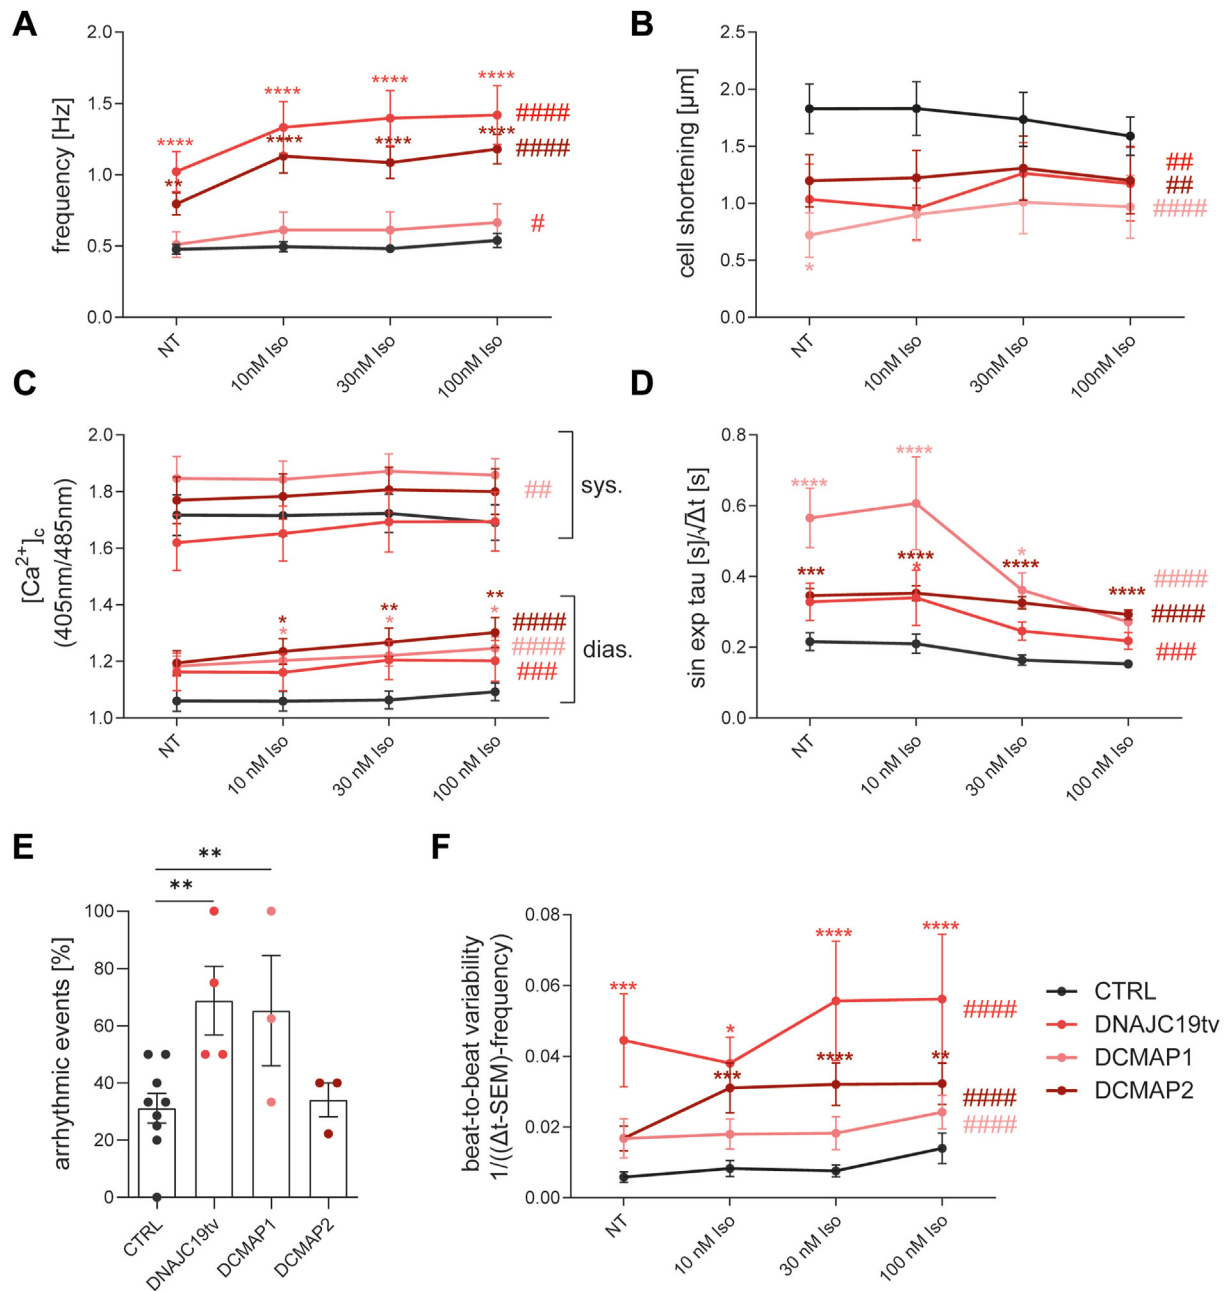 A
frequency [Hz]
2.0
1.5
1.0
0.5
0.0
****
****
****
****
**
****
****
****
####
####
#
NT
10nM Iso
30nM Iso
100nM Iso
B
cell shortening [µm]
2.5
2.0
1.5
1.0
0.5
0.0
*
##
##
####
NT
10nM Iso
30nM Iso
100nM Iso
C
[Ca2+]c
(405nm/485nm)
2.0
1.8
1.6
1.4
1.2
1.0
##
sys.
*
*
**
*
**
*
####
####
###
dias.
NT
10 nM Iso
30 nM Iso
100 nM Iso
D
sin exp tau [s]/√Δt [s]
0.8
0.6
0.4
0.2
0.0
****
****
***
****
*
*
****
****
####
####
###
NT
10 nM Iso
30 nM Iso
100 nM Iso
E
arrhythmic events [%]
**
**
100
80
60
40
20
0
CTRL
DNAJC19tv
DCMAP1
DCMAP2
F
beat-to-beat variability
1/((Δt-SEM)-frequency)
0.08
0.06
0.04
0.02
0.00
***
*
****
****
***
****
**
####
####
####
NT
10 nM Iso
30 nM Iso
100 nM Iso
CTRL
DNAJC19tv
DCMAP1
DCMAP2